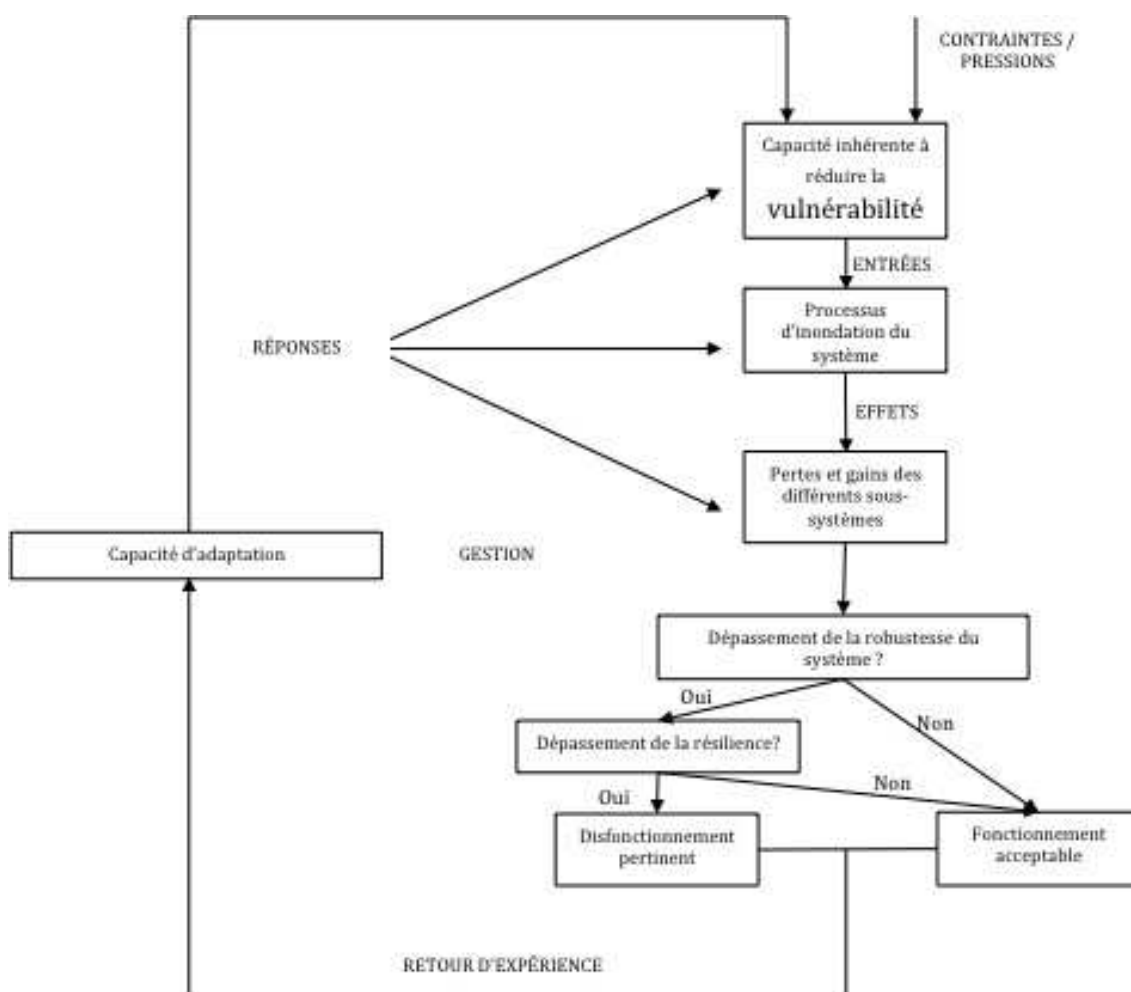 CONTRAINTES /
PRESSIONS
Capacité inhérente à
réduire la
vulnérabilité
ENTRÉES
Processus
d'inondation du
système
RÉPONSES
EFFETS
Pertes et gains des
différents sous-
systèmes
Capacité d'adaptation
GESTION
Dépassement de la robustesse du
système ?
Oui
Non
Dépassement de la résilience?
Non
Oui
Disfonctionnement
pertinent
Fonctionnement
acceptable
RETOUR D'EXPÉRIENCE